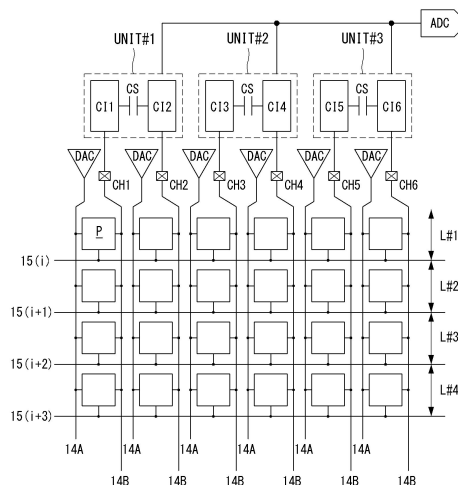 UNIT#1 UNIT#2 UNIT#3 ADC
CS CS CS
CI1 CI2 CI3 CI4 CI5 CI6
DAC DAC DAC DAC DAC DAC
CH1 CH2 CH3 CH4 CH5 CH6
P
L#1
15(i)
L#2
15(i+1)
L#3
15(i+2)
L#4
15(i+3)
14A 14A 14A 14A 14A 14A
14B 14B 14B 14B 14B 14B